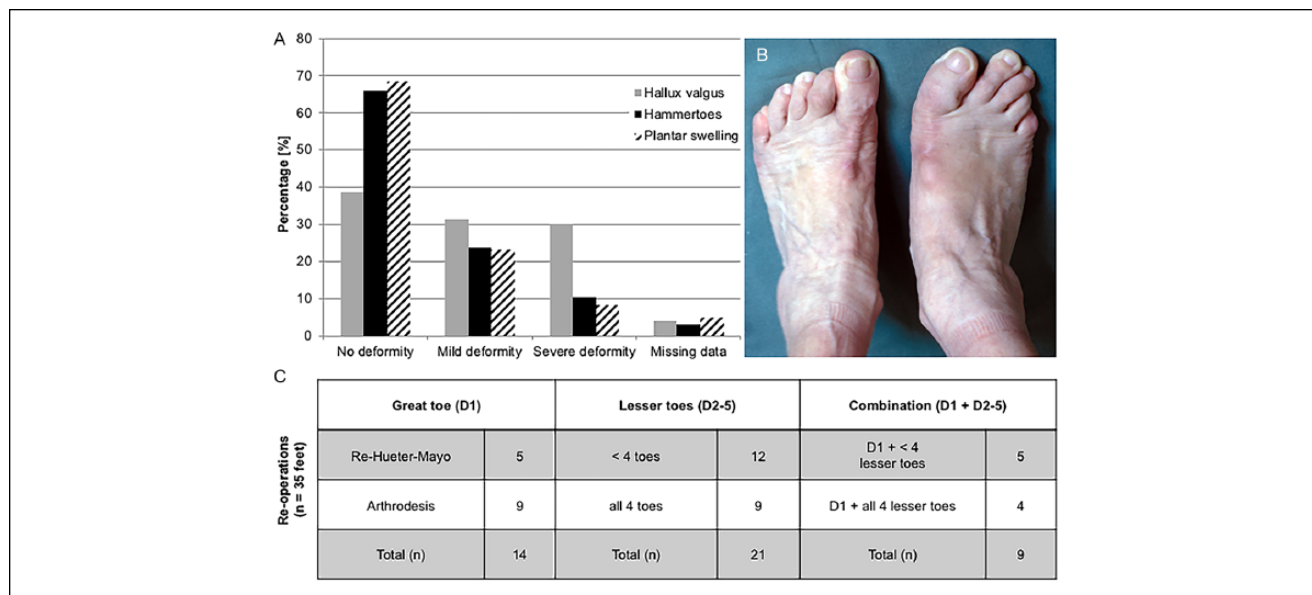 A
80
70
60
50
40
30
20
10
0
Percentage [%]
Hallux valgus
Hammertoes
Plantar swelling
No deformity Mild deformity Severe deformity Missing data
B
C
Re-operations
(n = 35 feet)
Great toe (D1) Lesser toes (D2-5) Combination (D1 + D2-5)
Re-Hueter-Mayo 5 < 4 toes 12 D1 + < 4
lesser toes 5
Arthrodesis 9 all 4 toes 9 D1 + all 4 lesser toes 4
Total (n) 14 Total (n) 21 Total (n) 9